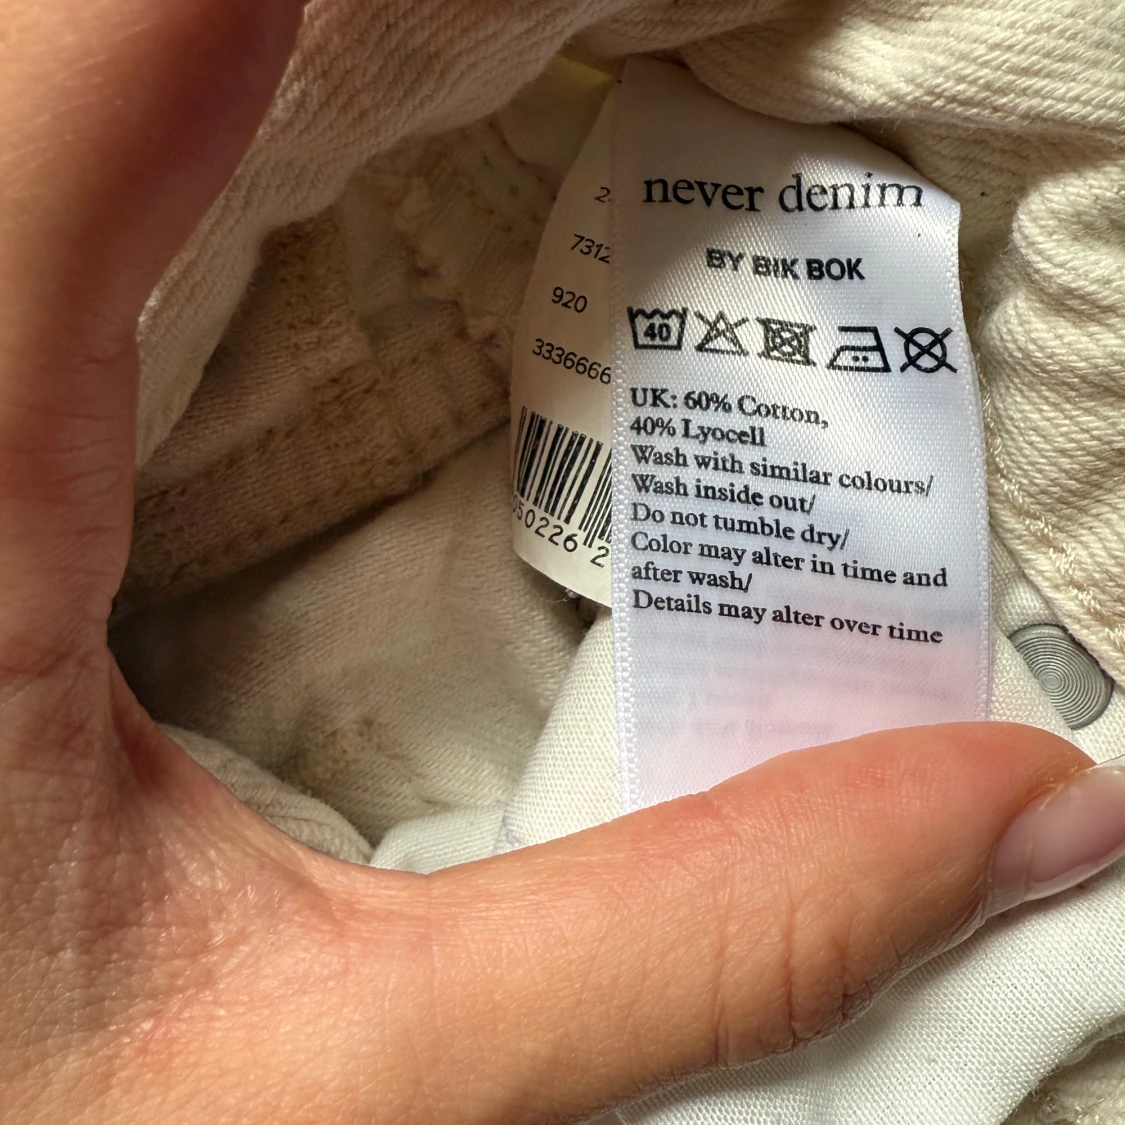 never denim
BY BIK BOK
40
UK: 60% Cotton,
40% Lyocell
Wash with similar colours/
Wash inside out/
Do not tumble dry/
Color may alter in time and
after wash/
Details may alter over time
2
7312
920
3336666
50226 2